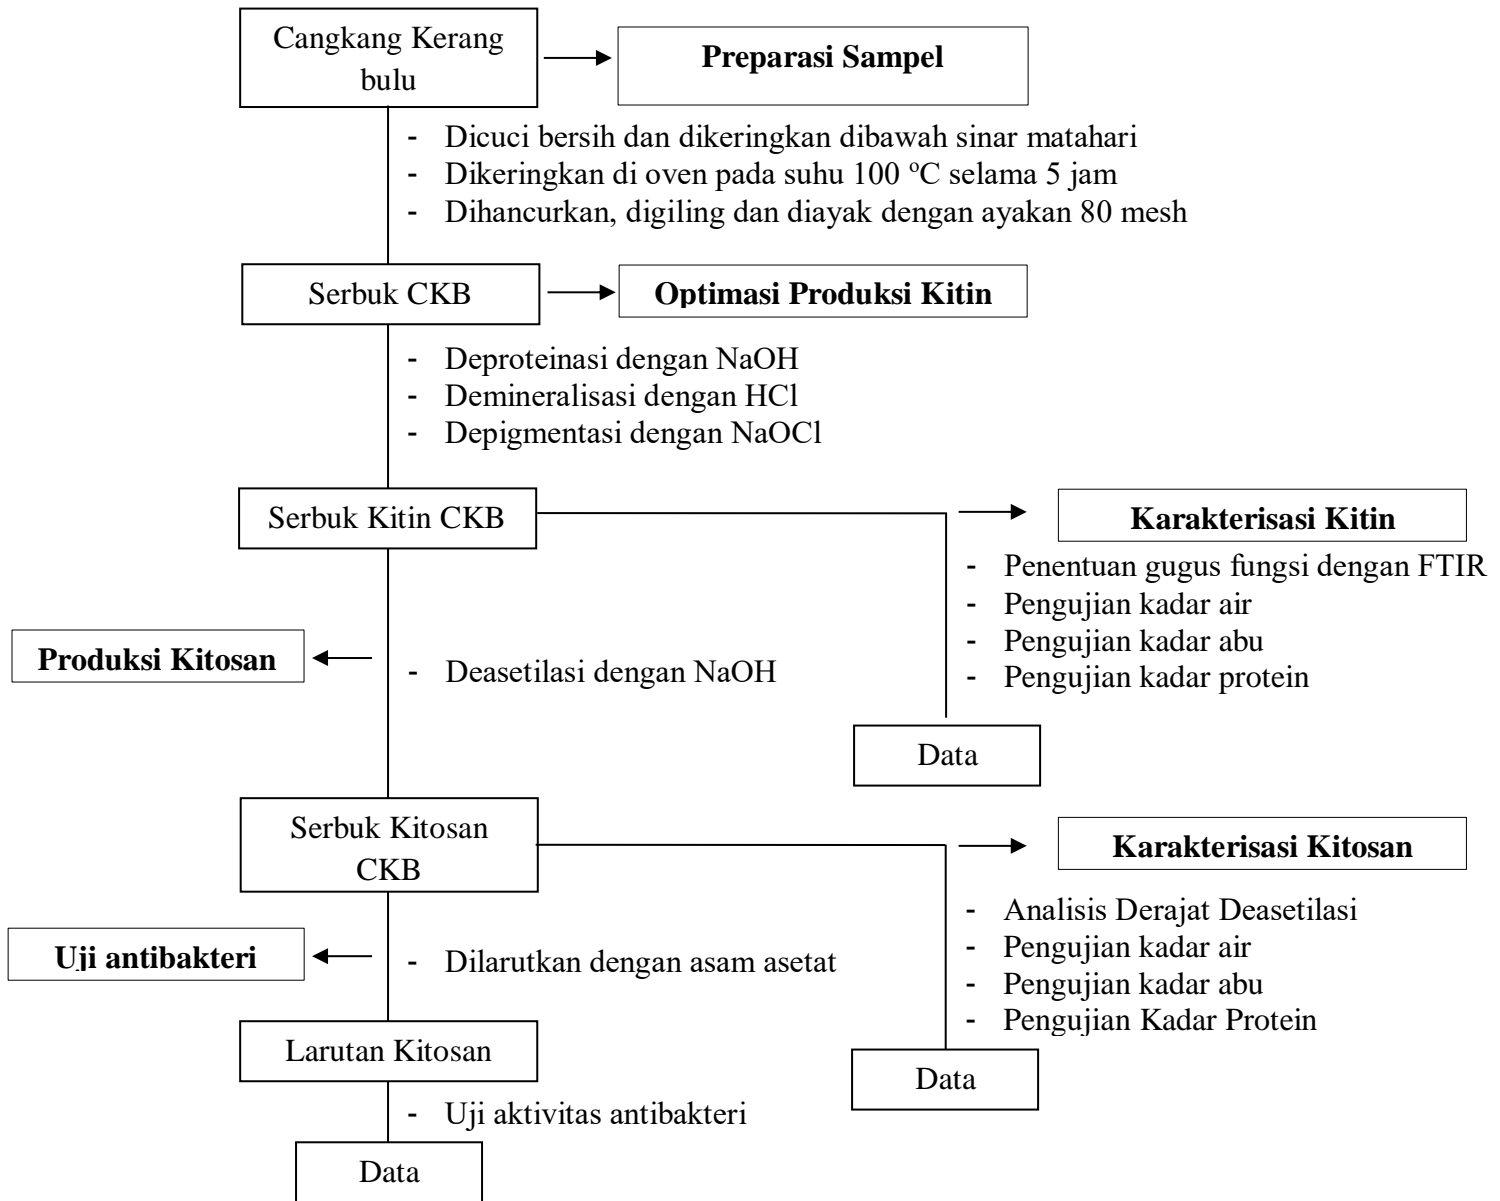 Cangkang Kerang
bulu
Preparasi Sampel
- Dicuci bersih dan dikeringkan dibawah sinar matahari
- Dikeringkan di oven pada suhu 100 ºC selama 5 jam
- Dihancurkan, digiling dan diayak dengan ayakan 80 mesh
Serbuk CKB
Optimasi Produksi Kitin
- Deproteinasi dengan NaOH
- Demineralisasi dengan HCl
- Depigmentasi dengan NaOCl
Serbuk Kitin CKB
Karakterisasi Kitin
- Penentuan gugus fungsi dengan FTIR
- Pengujian kadar air
- Pengujian kadar abu
- Pengujian kadar protein
Produksi Kitosan
- Deasetilasi dengan NaOH
Data
Serbuk Kitosan
CKB
Karakterisasi Kitosan
- Analisis Derajat Deasetilasi
- Pengujian kadar air
- Pengujian kadar abu
- Pengujian Kadar Protein
Uji antibakteri
- Dilarutkan dengan asam asetat
Larutan Kitosan
Data
- Uji aktivitas antibakteri
Data